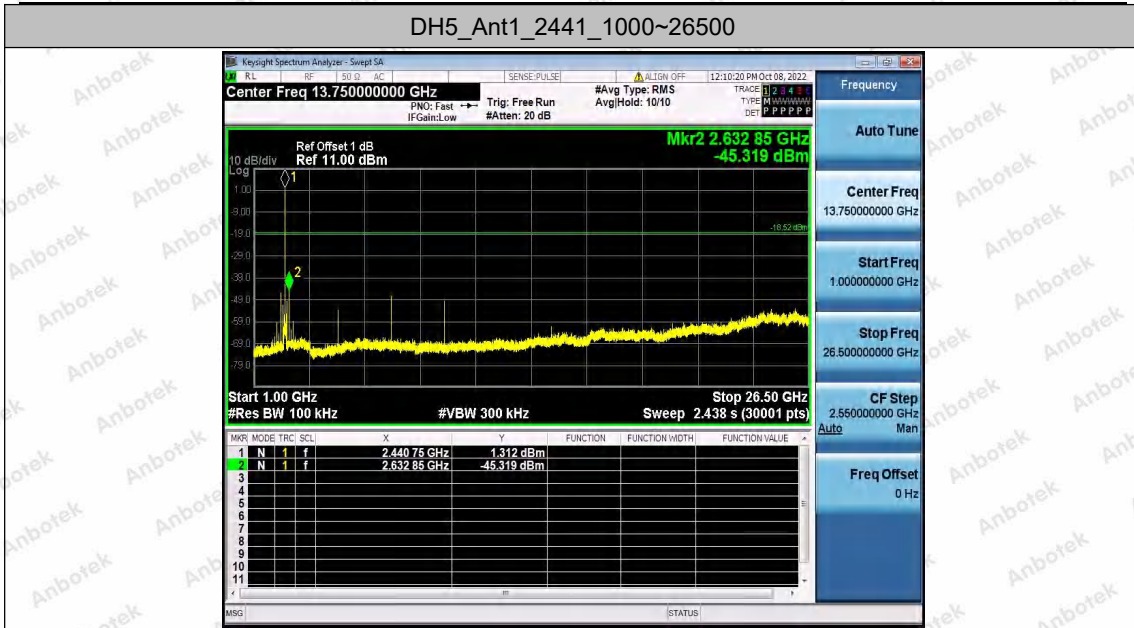 DH5_Ant1_2441_1000~26500
Keysight Spectrum Analyzer - Swept SA
RL RF 50 Ω AC SENSE:PULSE ALIGN OFF 12:10:20 PM Oct 08, 2022
Center Freq 13.750000000 GHz
PNO: Fast
IFGain:Low
Trig: Free Run
#Atten: 20 dB
#Avg Type: RMS
Avg|Hold: 10/10
TRACE 1 2 3 4 5 6
TYPE M W W W W W
DET P P P P P P
Mkr2 2.632 85 GHz
-45.319 dBm
Ref Offset 1 dB
10 dB/div Ref 11.00 dBm
Log
1
1.00
-9.00
-18.52 dBm
-19.0
-29.0
2
-39.0
-49.0
-59.0
-69.0
-79.0
Start 1.00 GHz Stop 26.50 GHz
#Res BW 100 kHz #VBW 300 kHz Sweep 2.438 s (30001 pts)
MKR MODE TRC SCL X Y FUNCTION FUNCTION WIDTH FUNCTION VALUE
1 N 1 f 2.440 75 GHz 1.312 dBm
2 N 1 f 2.632 85 GHz -45.319 dBm
3
4
5
6
7
8
9
10
11
MSG STATUS
Frequency
Auto Tune
Center Freq
13.750000000 GHz
Start Freq
1.000000000 GHz
Stop Freq
26.500000000 GHz
CF Step
2.550000000 GHz
Auto Man
Freq Offset
0 Hz
Anbotek